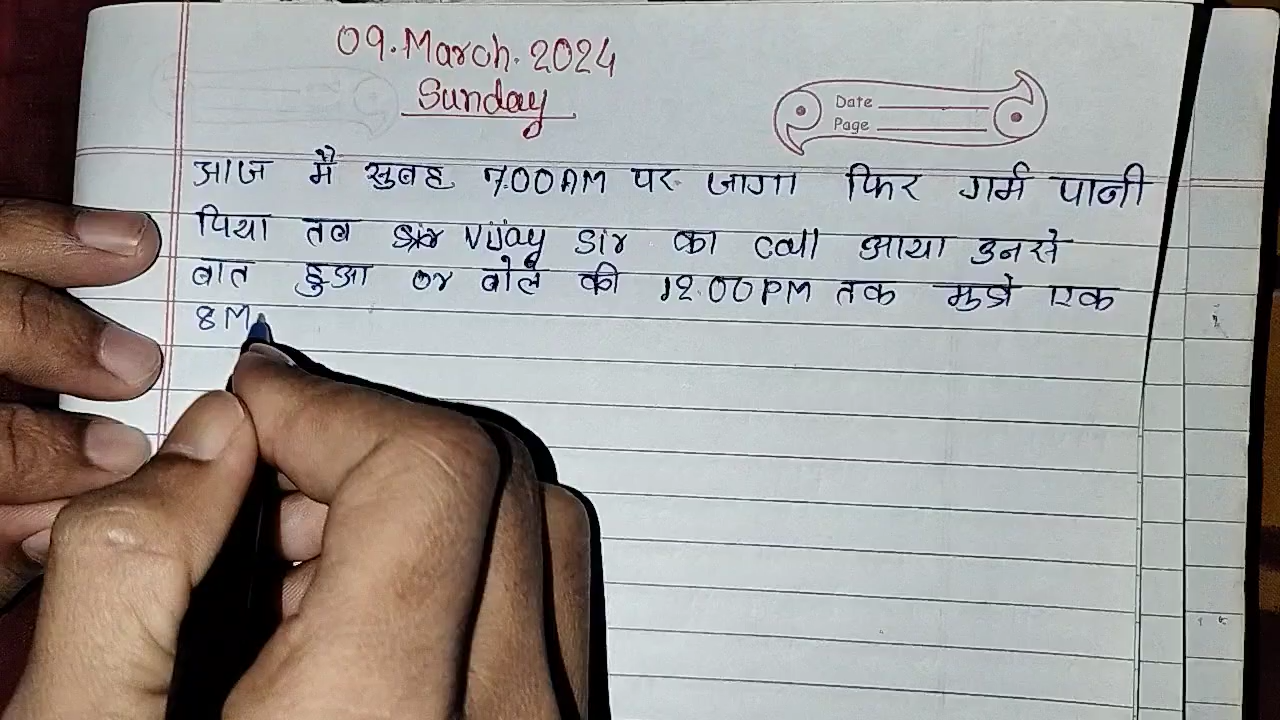 09.March.2024
Sunday
Date
Page
आज मै सुबह 7.00AM पर जागा फिर गर्म पानी
पिया तब Vijay Sir का call आया उनसे
बात हुआ or बोले की 12.00PM तक मुझे एक
8M